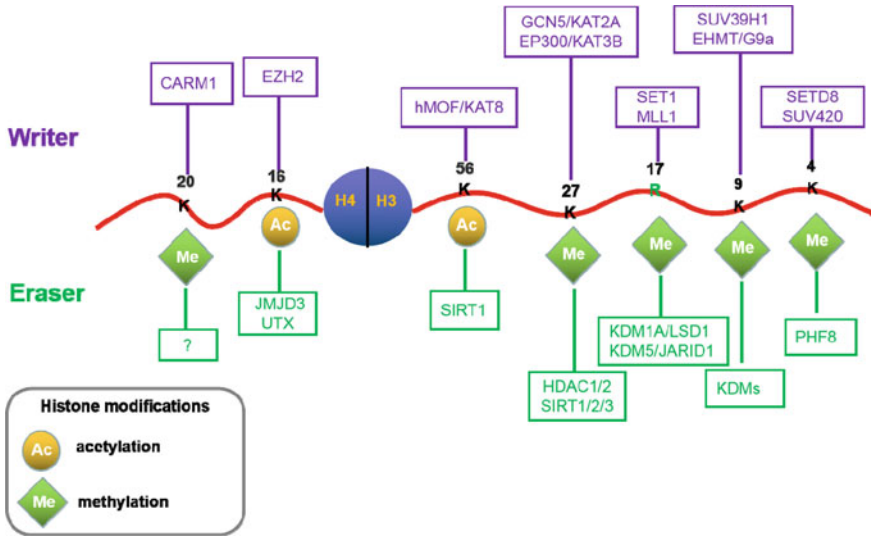 GCN5/KAT2A
EP300/KAT3B
SUV39H1
EHMT/G9a
CARM1
EZH2
hMOF/KAT8
SET1
MLL1
SETD8
SUV420
Writer
20
K
16
K
H4
H3
56
K
27
K
17
R
9
K
4
K
Me
Ac
Ac
Me
Me
Me
Me
Eraser
?
JMJD3
UTX
SIRT1
HDAC1/2
SIRT1/2/3
KDM1A/LSD1
KDM5/JARID1
KDMs
PHF8
Histone modifications
Ac
acetylation
Me
methylation